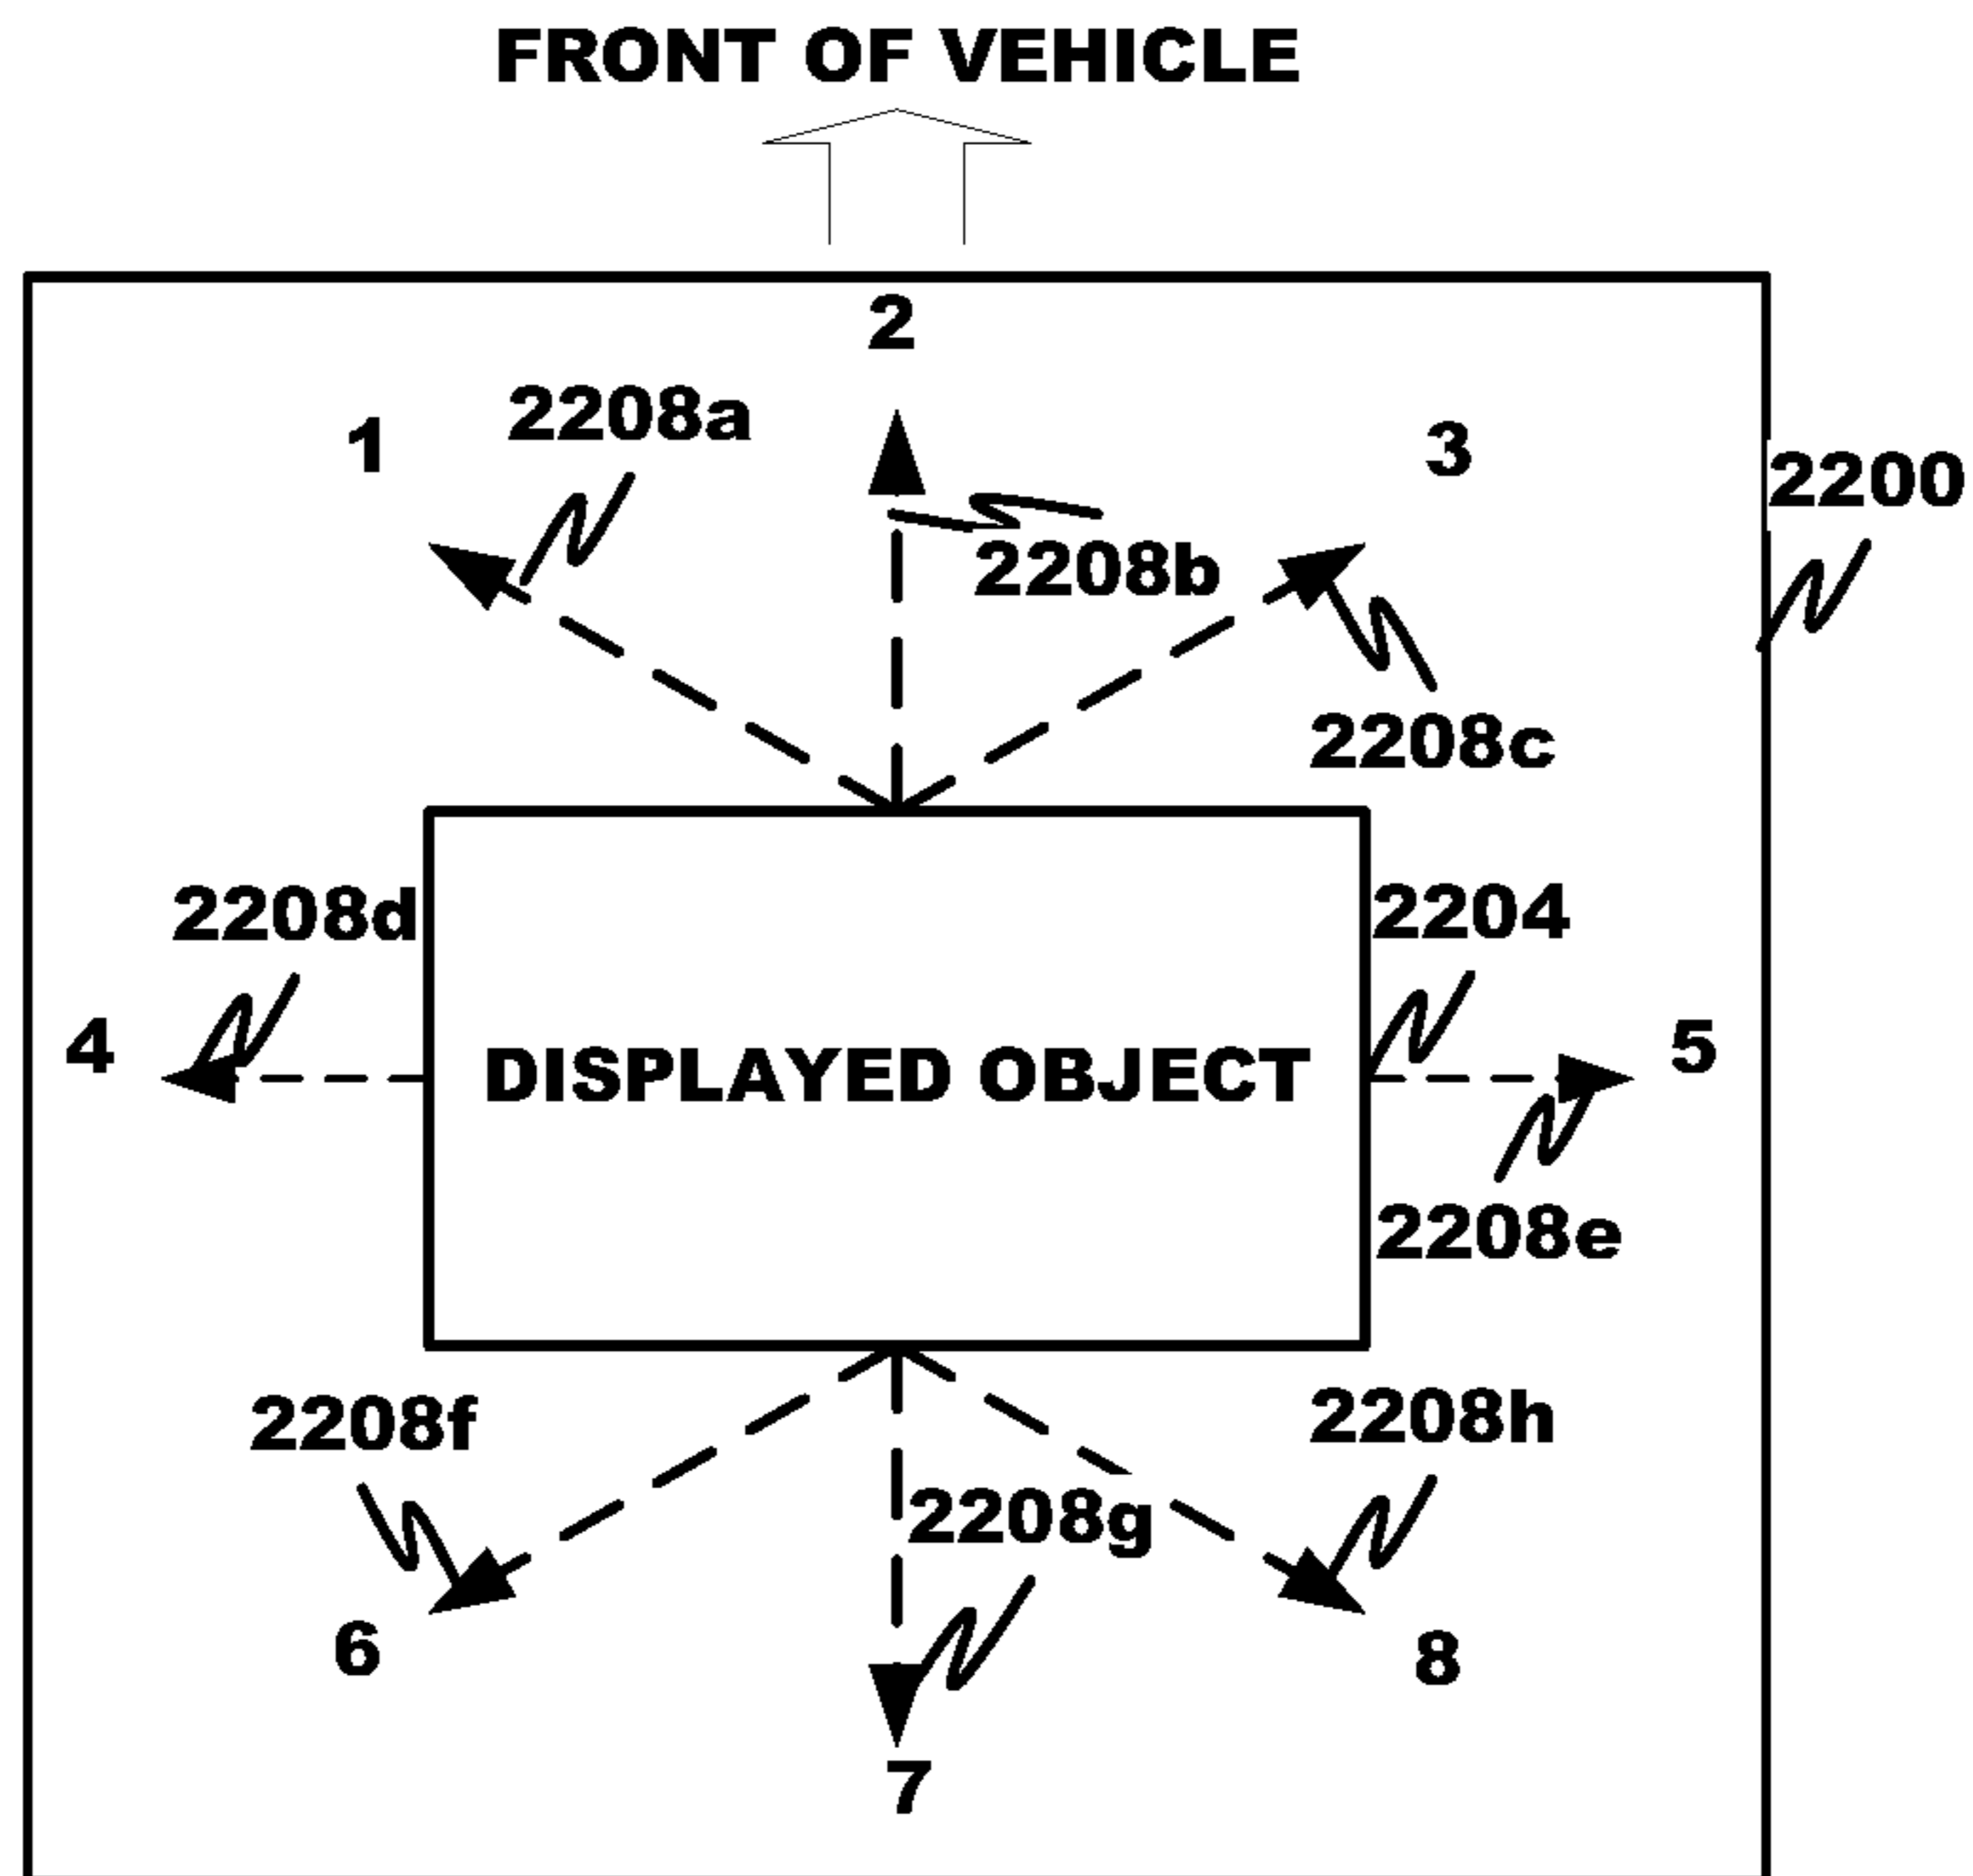 FRONT OF VEHICLE
2
2208a
1
3
2200
2208b
2208c
2208d
2204
4
DISPLAYED OBJECT
5
2208e
2208f
2208h
2208g
6
8
7